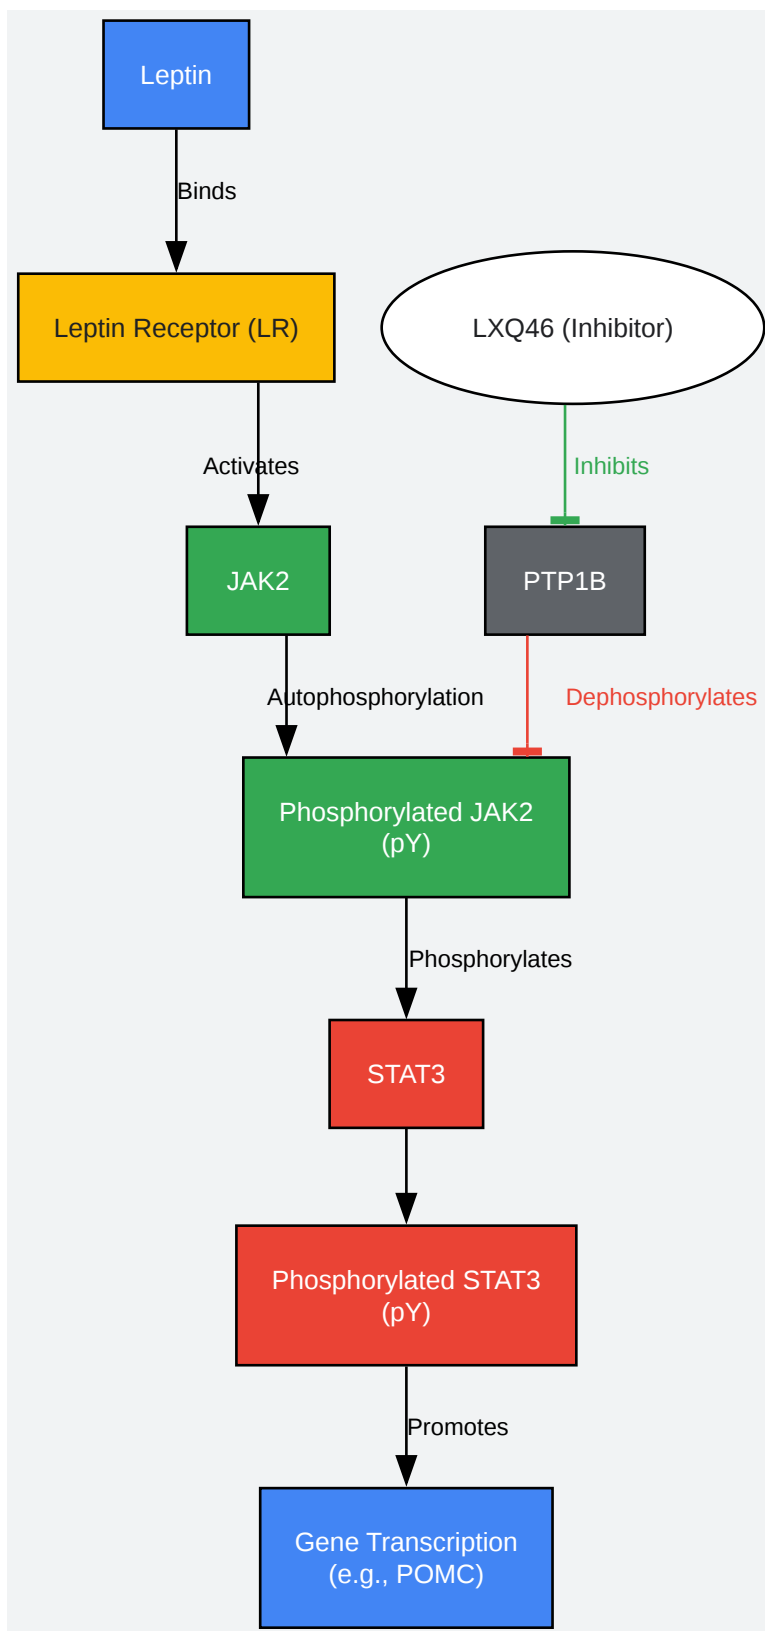 Leptin
Binds
Leptin Receptor (LR)
LXQ46 (Inhibitor)
Activates
Inhibits
JAK2
PTP1B
Autophosphorylation
Dephosphorylates
Phosphorylated JAK2
(pY)
Phosphorylates
STAT3
Phosphorylated STAT3
(pY)
Promotes
Gene Transcription
(e.g., POMC)